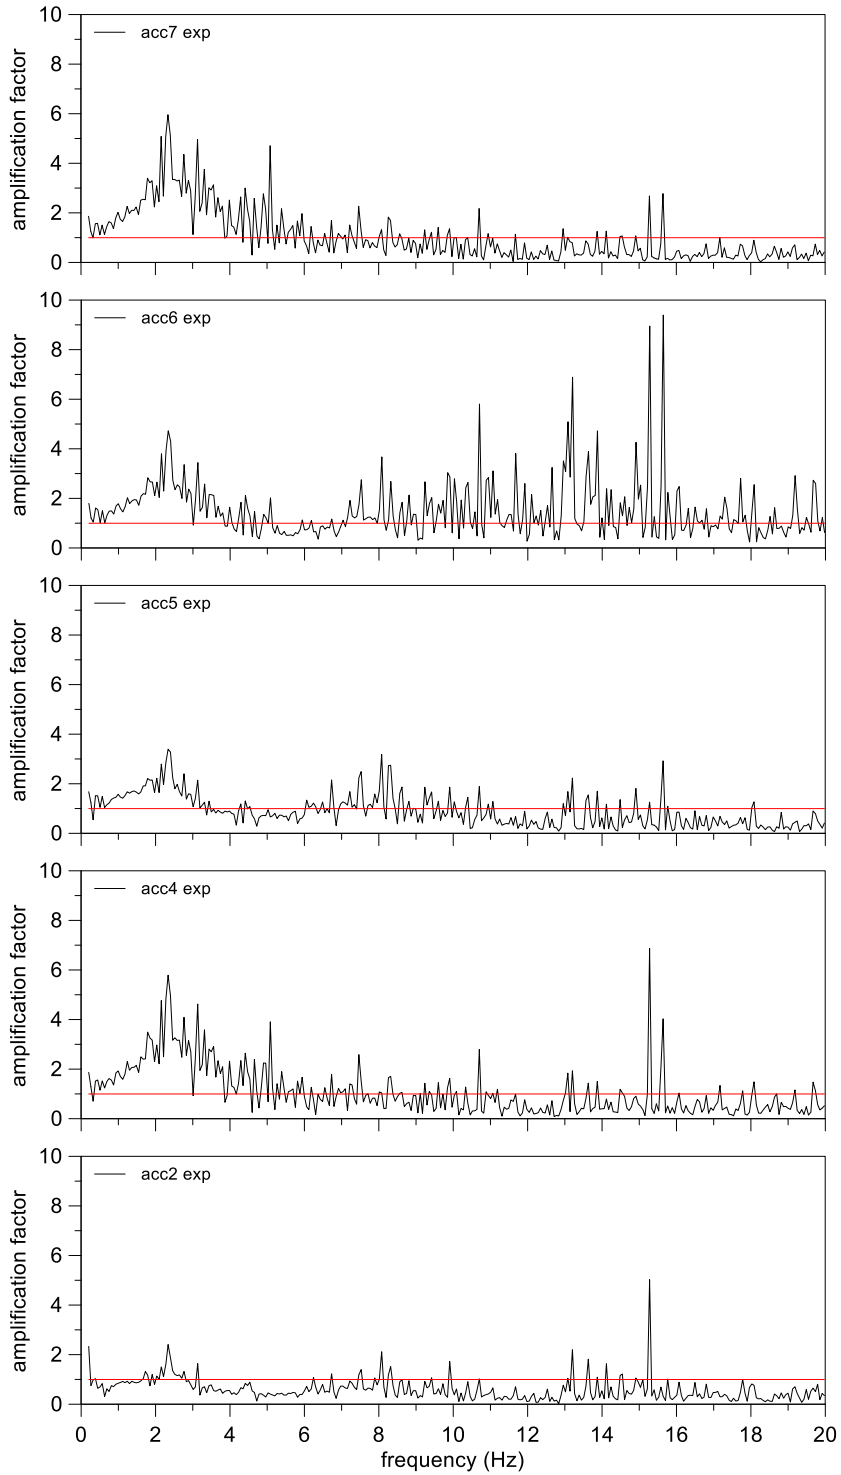 10
acc7 exp
8
6
4
2
0
amplification factor
10
acc6 exp
8
6
4
2
0
amplification factor
10
acc5 exp
8
6
4
2
0
amplification factor
10
acc4 exp
8
6
4
2
0
amplification factor
10
acc2 exp
8
6
4
2
0
amplification factor
0 2 4 6 8 10 12 14 16 18 20
frequency (Hz)